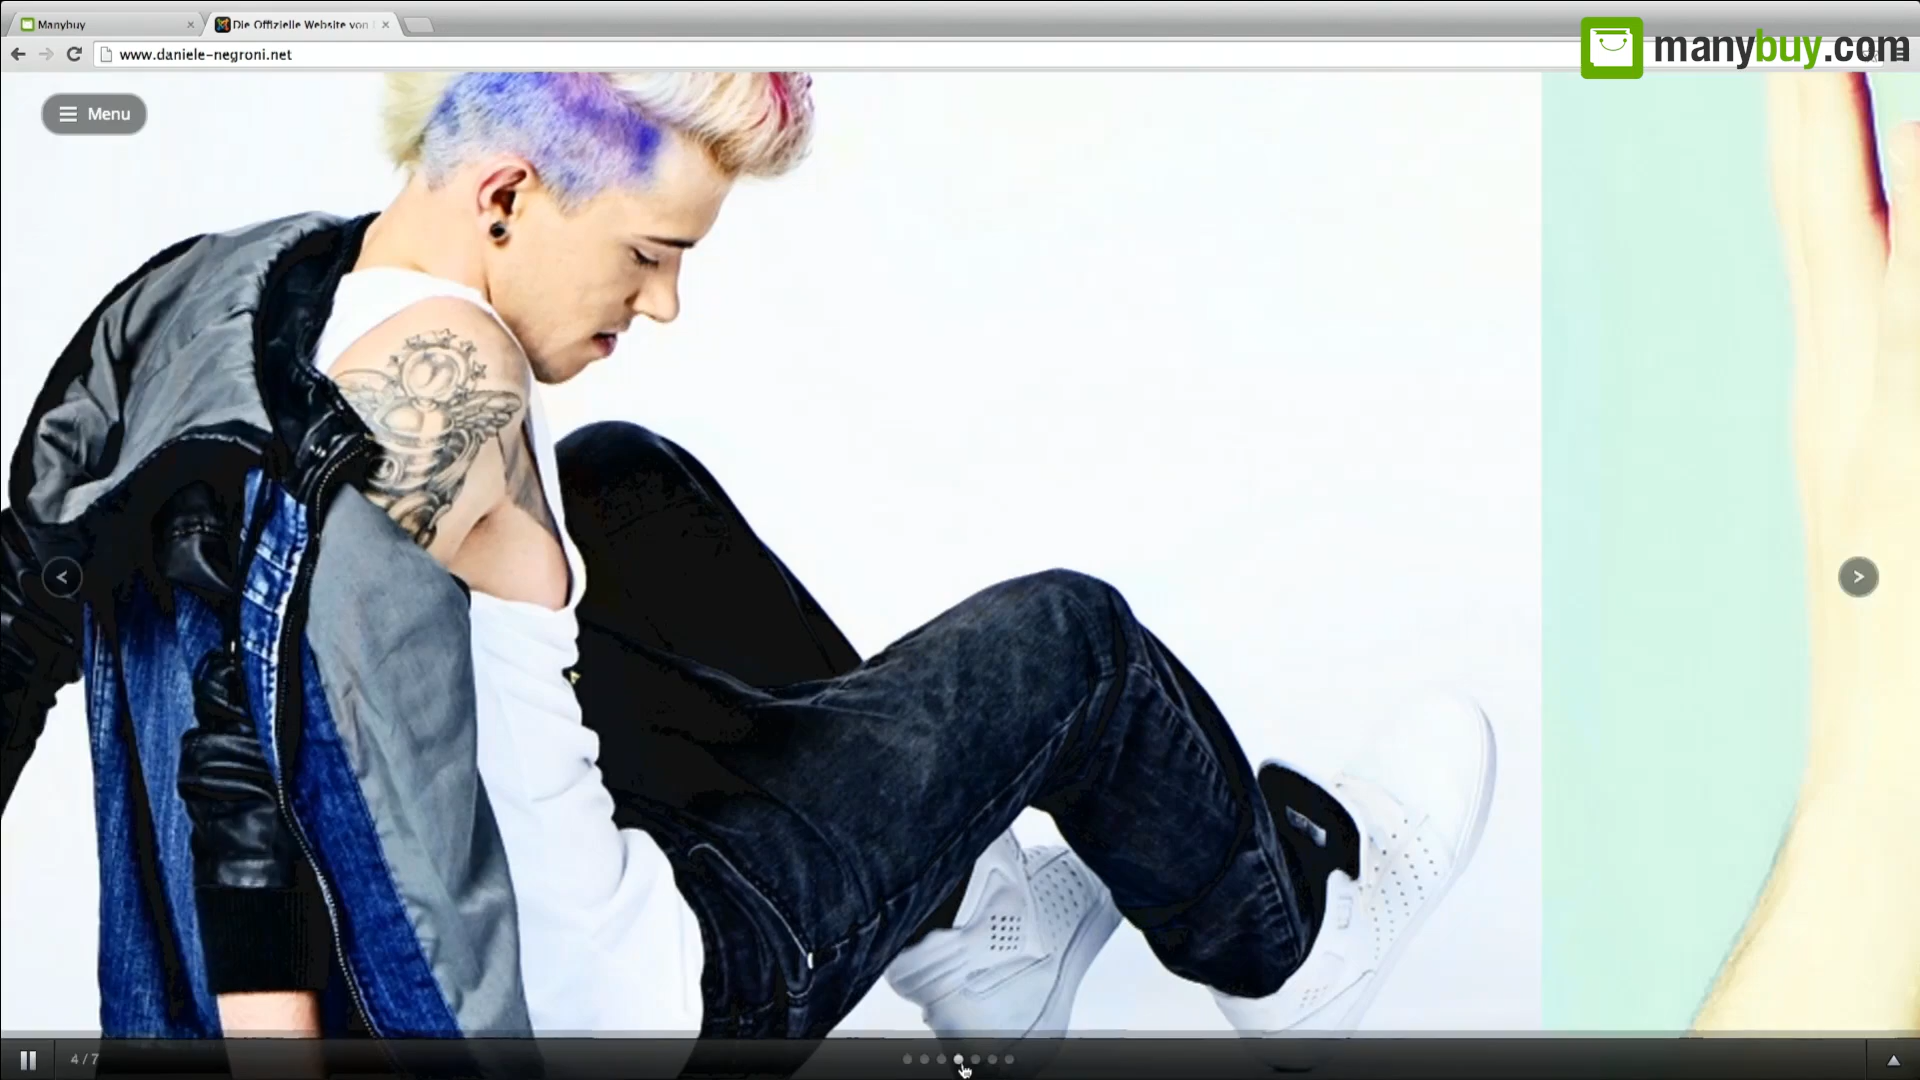 Manybuy
Die Offizielle Website von
www.daniele-negroni.net
manybuy.com
Menu
4 / 7